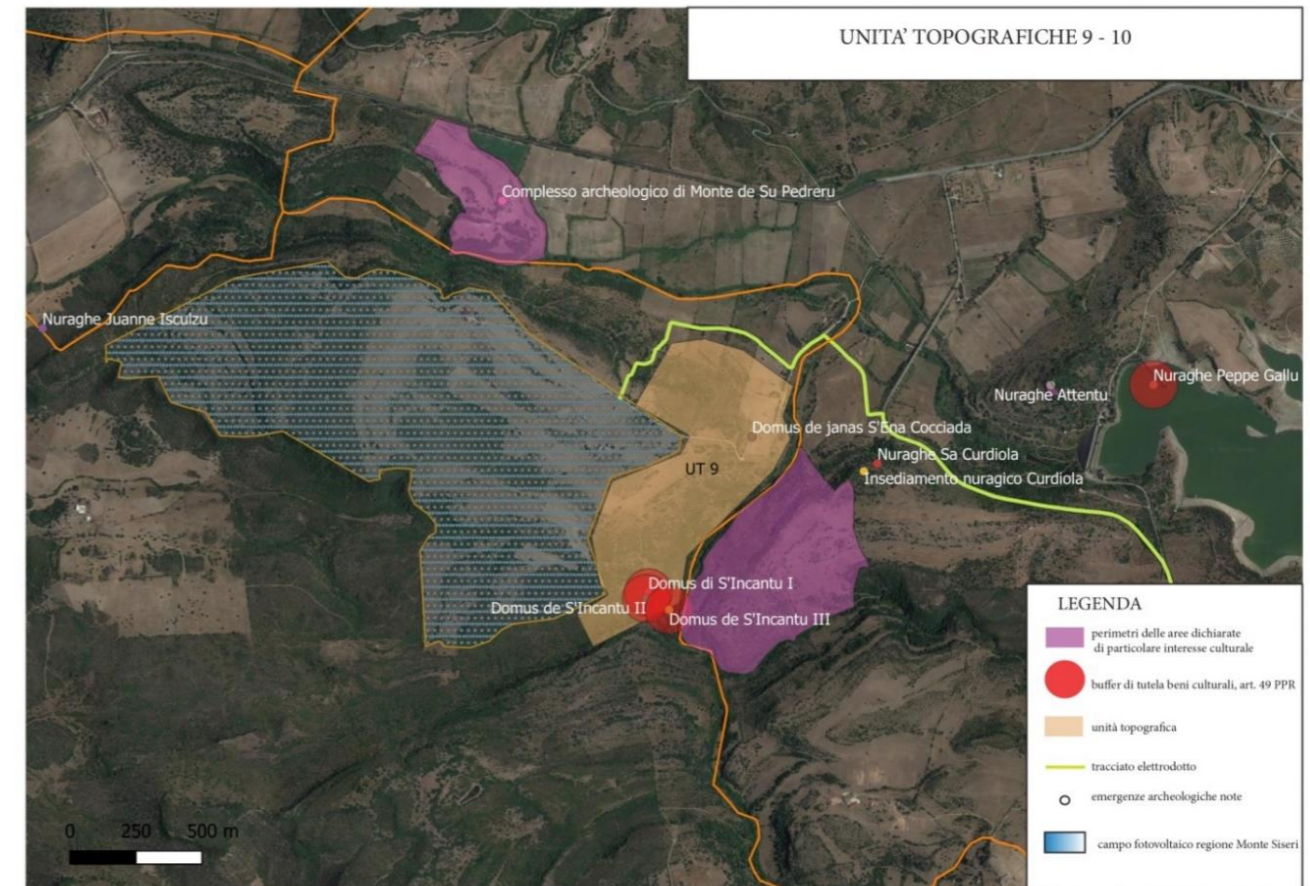 UNITA’ TOPOGRAFICHE 9 - 10
Complesso archeologico di Monte de Su Pedreru
Nuraghe Juanne Isculzu
Nuraghe Peppe Gallu
Nuraghe Attentu
Domus de janas S'Ena Cocciada
Nuraghe Sa Curdiola
UT 9
Insediamento nuragico Curdiola
Domus di S'Incantu I
Domus de S'Incantu II
Domus de S'Incantu III
LEGENDA
perimetri delle aree dichiarate
di particolare interesse culturale
buffer di tutela beni culturali, art. 49 PPR
unità topografica
tracciato elettrodotto
emergenze archeologiche note
campo fotovoltaico regione Monte Siseri
0 250 500 m